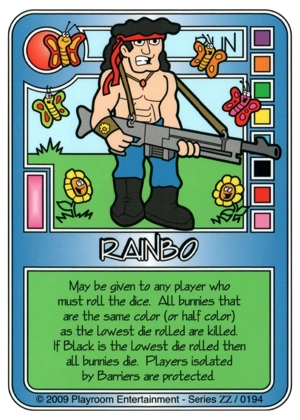 RUN
RAINBO
May be given to any player who
must roll the dice. All bunnies that
are the same color (or half color)
as the lowest die rolled are killed.
If Black is the lowest die rolled then
all bunnies die. Players isolated
by Barriers are protected.
© 2009 Playroom Entertainment - Series ZZ / 0194